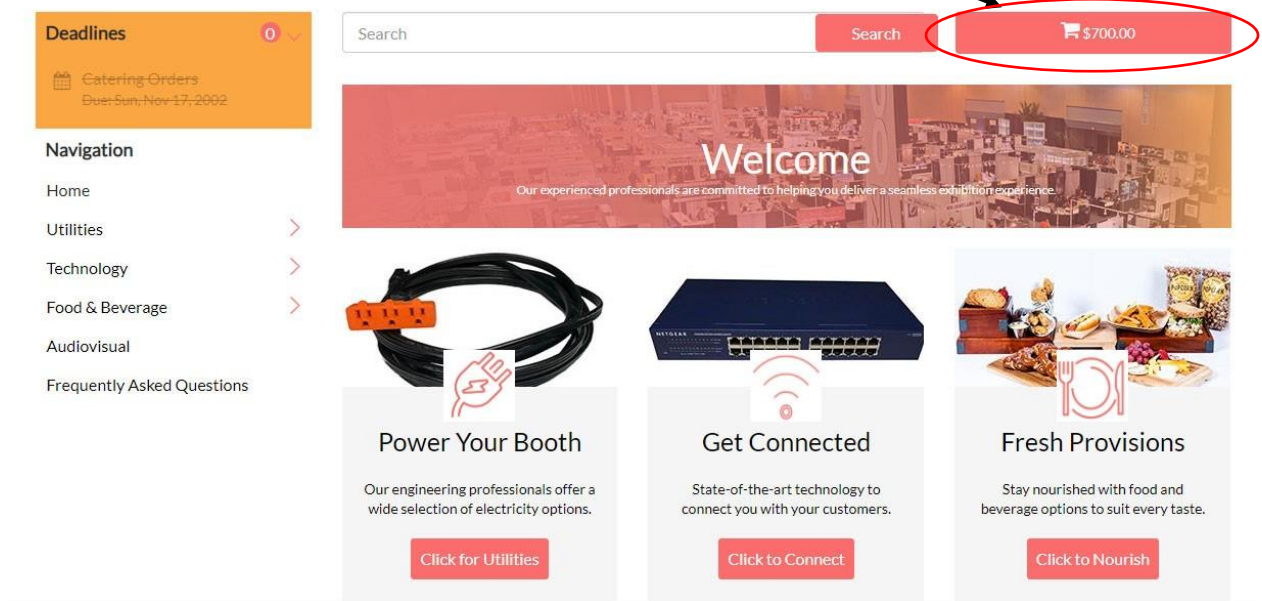 Deadlines 0
Catering Orders
Due: Sun, Nov 17, 2002
Navigation
Home
Utilities
Technology
Food & Beverage
Audiovisual
Frequently Asked Questions
Search Search $700.00
Welcome
Our experienced professionals are committed to helping you deliver a seamless exhibition experience.
NETGEAR
POPCORN
Power Your Booth
Our engineering professionals offer a
wide selection of electricity options.
Click for Utilities
Get Connected
State-of-the-art technology to
connect you with your customers.
Click to Connect
Fresh Provisions
Stay nourished with food and
beverage options to suit every taste.
Click to Nourish